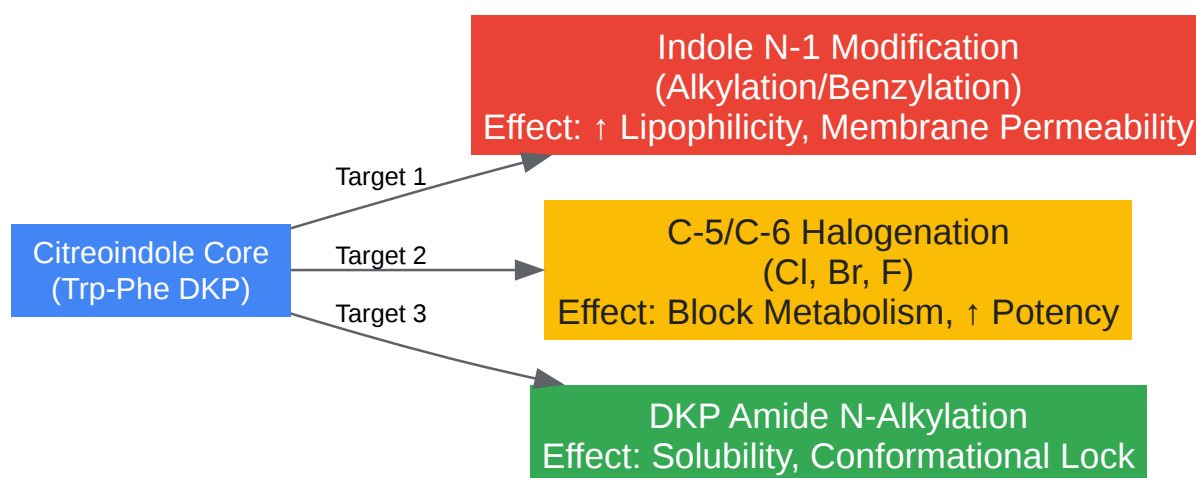 Indole N-1 Modification
(Alkylation/Benzylation)
Effect: ↑ Lipophilicity, Membrane Permeability
Target 1
Citreoindole Core
(Trp-Phe DKP)
Target 2
C-5/C-6 Halogenation
(Cl, Br, F)
Effect: Block Metabolism, ↑ Potency
Target 3
DKP Amide N-Alkylation
Effect: Solubility, Conformational Lock